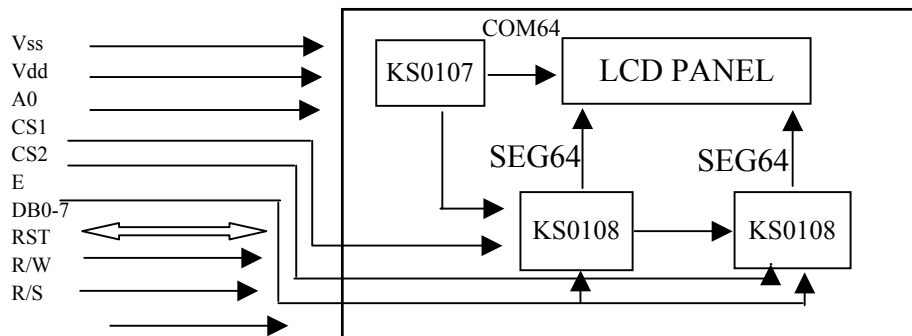 Vss
Vdd
A0
CS1
CS2
E
DB0-7
RST
R/W
R/S
COM64
KS0107
LCD PANEL
SEG64
SEG64
KS0108
KS0108